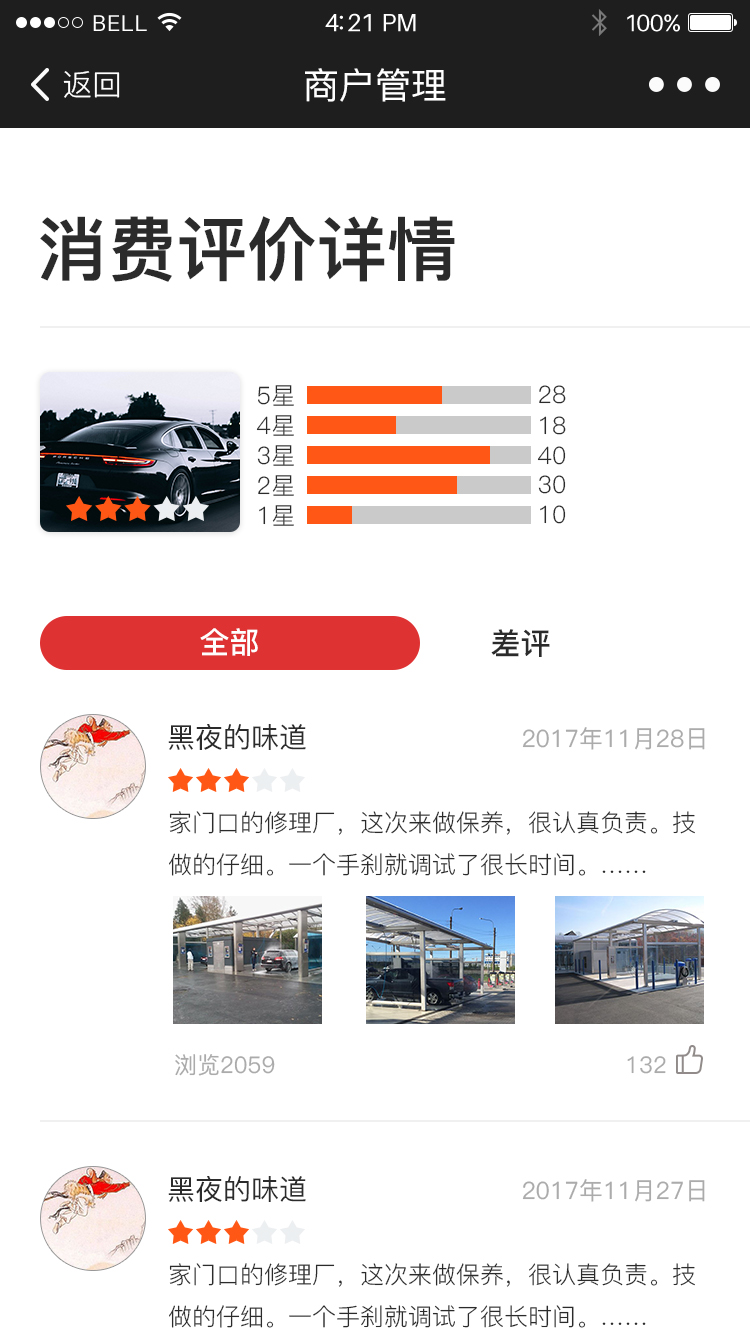 BELL
4:21 PM
100%
返回
商户管理
消费评价详情
5星 28
4星 18
3星 40
2星 30
1星 10
PORSCHE
全部
差评
黑夜的味道
2017年11月28日
家门口的修理厂，这次来做保养，很认真负责。技
做的仔细。一个手刹就调试了很长时间。......
浏览2059
132
黑夜的味道
2017年11月27日
家门口的修理厂，这次来做保养，很认真负责。技
做的仔细。一个手刹就调试了很长时间。......